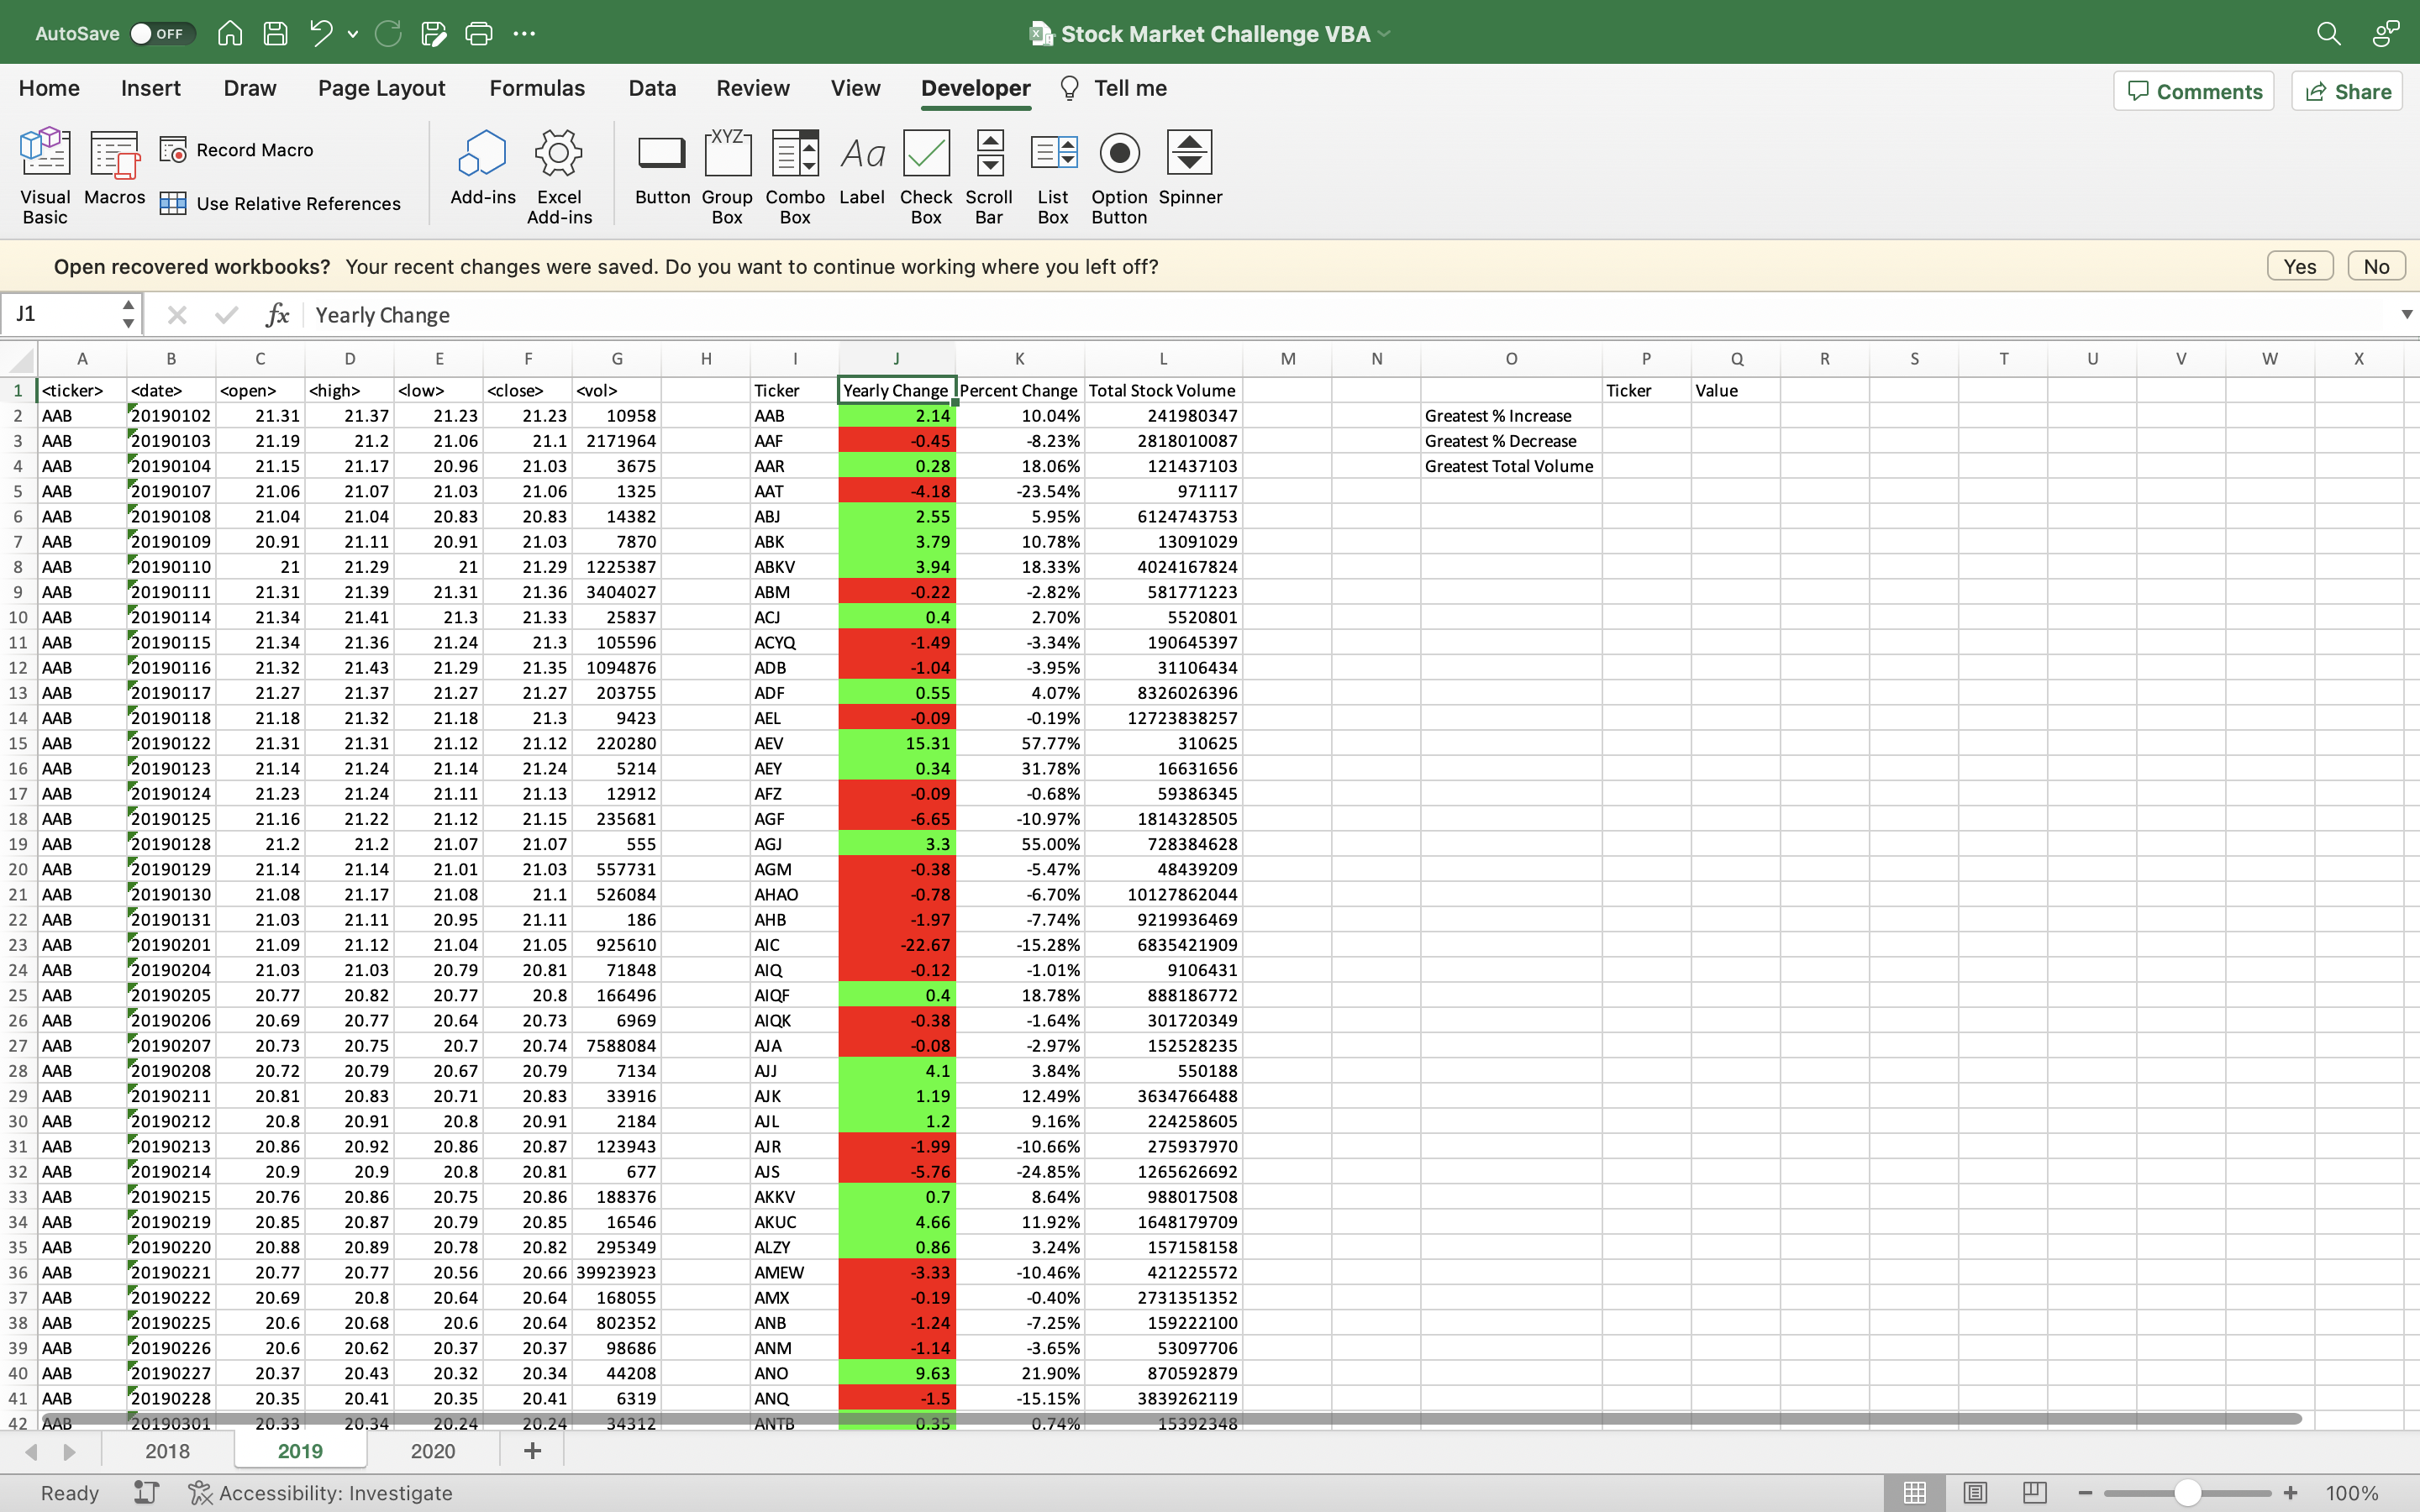 AutoSave OFF Stock Market Challenge VBA
Home Insert Draw Page Layout Formulas Data Review View Developer Tell me Comments Share
Visual Basic Macros Record Macro Use Relative References Add-ins Excel Add-ins Button Group Box Combo Box Label Check Box Scroll Bar List Box Option Button Spinner
XYZ Aa
Open recovered workbooks? Your recent changes were saved. Do you want to continue working where you left off? Yes No
J1 fx Yearly Change
A B C D E F G H I J K L M N O P Q R S T U V W X
1 <ticker> <date> <open> <high> <low> <close> <vol> Ticker Yearly Change Percent Change Total Stock Volume Ticker Value
2 AAB 20190102 21.31 21.37 21.23 21.23 10958 AAB 2.14 10.04% 241980347 Greatest % Increase
3 AAB 20190103 21.19 21.2 21.06 21.1 2171964 AAF -0.45 -8.23% 2818010087 Greatest % Decrease
4 AAB 20190104 21.15 21.17 20.96 21.03 3675 AAR 0.28 18.06% 121437103 Greatest Total Volume
5 AAB 20190107 21.06 21.07 21.03 21.06 1325 AAT -4.18 -23.54% 971117
6 AAB 20190108 21.04 21.04 20.83 20.83 14382 ABJ 2.55 5.95% 6124743753
7 AAB 20190109 20.91 21.11 20.91 21.03 7870 ABK 3.79 10.78% 13091029
8 AAB 20190110 21 21.29 21 21.29 1225387 ABKV 3.94 18.33% 4024167824
9 AAB 20190111 21.31 21.39 21.31 21.36 3404027 ABM -0.22 -2.82% 581771223
10 AAB 20190114 21.34 21.41 21.3 21.33 25837 ACJ 0.4 2.70% 5520801
11 AAB 20190115 21.34 21.36 21.24 21.3 105596 ACYQ -1.49 -3.34% 190645397
12 AAB 20190116 21.32 21.43 21.29 21.35 1094876 ADB -1.04 -3.95% 31106434
13 AAB 20190117 21.27 21.37 21.27 21.27 203755 ADF 0.55 4.07% 8326026396
14 AAB 20190118 21.18 21.32 21.18 21.3 9423 AEL -0.09 -0.19% 12723838257
15 AAB 20190122 21.31 21.31 21.12 21.12 220280 AEV 15.31 57.77% 310625
16 AAB 20190123 21.14 21.24 21.14 21.24 5214 AEY 0.34 31.78% 16631656
17 AAB 20190124 21.23 21.24 21.11 21.13 12912 AFZ -0.09 -0.68% 59386345
18 AAB 20190125 21.16 21.22 21.12 21.15 235681 AGF -6.65 -10.97% 1814328505
19 AAB 20190128 21.2 21.2 21.07 21.07 555 AGJ 3.3 55.00% 728384628
20 AAB 20190129 21.14 21.14 21.01 21.03 557731 AGM -0.38 -5.47% 48439209
21 AAB 20190130 21.08 21.17 21.08 21.1 526084 AHAO -0.78 -6.70% 10127862044
22 AAB 20190131 21.03 21.11 20.95 21.11 186 AHB -1.97 -7.74% 9219936469
23 AAB 20190201 21.09 21.12 21.04 21.05 925610 AIC -22.67 -15.28% 6835421909
24 AAB 20190204 21.03 21.03 20.79 20.81 71848 AIQ -0.12 -1.01% 9106431
25 AAB 20190205 20.77 20.82 20.77 20.8 166496 AIQF 0.4 18.78% 888186772
26 AAB 20190206 20.69 20.77 20.64 20.73 6969 AIQK -0.38 -1.64% 301720349
27 AAB 20190207 20.73 20.75 20.7 20.74 7588084 AJA -0.08 -2.97% 152528235
28 AAB 20190208 20.72 20.79 20.67 20.79 7134 AJJ 4.1 3.84% 550188
29 AAB 20190211 20.81 20.83 20.71 20.83 33916 AJK 1.19 12.49% 3634766488
30 AAB 20190212 20.8 20.91 20.8 20.91 2184 AJL 1.2 9.16% 224258605
31 AAB 20190213 20.86 20.92 20.86 20.87 123943 AJR -1.99 -10.66% 275937970
32 AAB 20190214 20.9 20.9 20.8 20.81 677 AJS -5.76 -24.85% 1265626692
33 AAB 20190215 20.76 20.86 20.75 20.86 188376 AKKV 0.7 8.64% 988017508
34 AAB 20190219 20.85 20.87 20.79 20.85 16546 AKUC 4.66 11.92% 1648179709
35 AAB 20190220 20.88 20.89 20.78 20.82 295349 ALZY 0.86 3.24% 157158158
36 AAB 20190221 20.77 20.77 20.56 20.66 39923923 AMEW -3.33 -10.46% 421225572
37 AAB 20190222 20.69 20.8 20.64 20.64 168055 AMX -0.19 -0.40% 2731351352
38 AAB 20190225 20.6 20.68 20.6 20.64 802352 ANB -1.24 -7.25% 159222100
39 AAB 20190226 20.6 20.62 20.37 20.37 98686 ANM -1.14 -3.65% 53097706
40 AAB 20190227 20.37 20.43 20.32 20.34 44208 ANO 9.63 21.90% 870592879
41 AAB 20190228 20.35 20.41 20.35 20.41 6319 ANQ -1.5 -15.15% 3839262119
42 AAB 20190301 20.33 20.34 20.24 20.24 34312 ANTB 0.35 0.74% 15392348
2018 2019 2020 +
Ready Accessibility: Investigate 100%